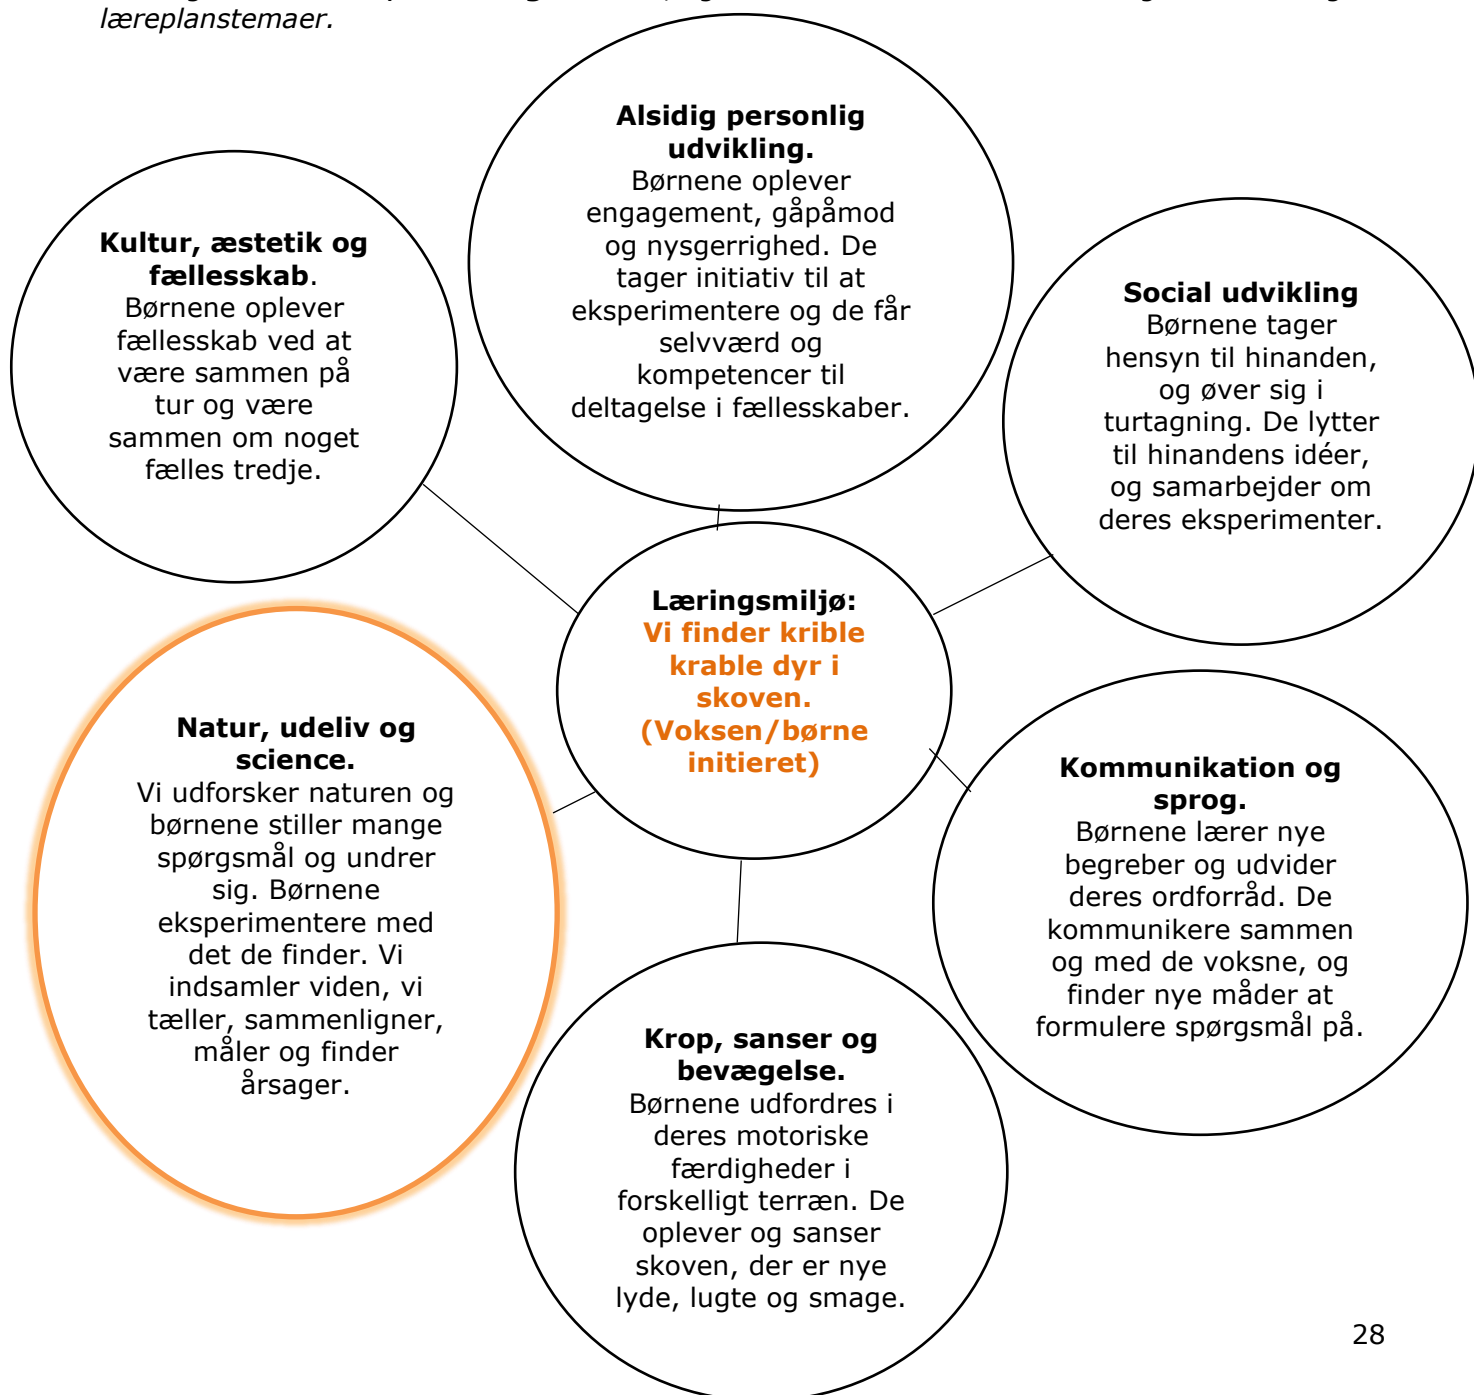 læreplanstemaer.
Alsidig personlig
udvikling.
Børnene oplever
engagement, gåpåmod
og nysgerrighed. De
tager initiativ til at
eksperimentere og de får
selvværd og
kompetencer til
deltagelse i fællesskaber.
Kultur, æstetik og
fællesskab.
Børnene oplever
fællesskab ved at
være sammen på
tur og være
sammen om noget
fælles tredje.
Social udvikling
Børnene tager
hensyn til hinanden,
og øver sig i
turtagning. De lytter
til hinandens idéer,
og samarbejder om
deres eksperimenter.
Læringsmiljø:
Vi finder krible
krable dyr i
skoven.
(Voksen/børne
initieret)
Natur, udeliv og
science.
Vi udforsker naturen og
børnene stiller mange
spørgsmål og undrer
sig. Børnene
eksperimentere med
det de finder. Vi
indsamler viden, vi
tæller, sammenligner,
måler og finder
årsager.
Kommunikation og
sprog.
Børnene lærer nye
begreber og udvider
deres ordforråd. De
kommunikere sammen
og med de voksne, og
finder nye måder at
formulere spørgsmål på.
Krop, sanser og
bevægelse.
Børnene udfordres i
deres motoriske
færdigheder i
forskelligt terræn. De
oplever og sanser
skoven, der er nye
lyde, lugte og smage.
28